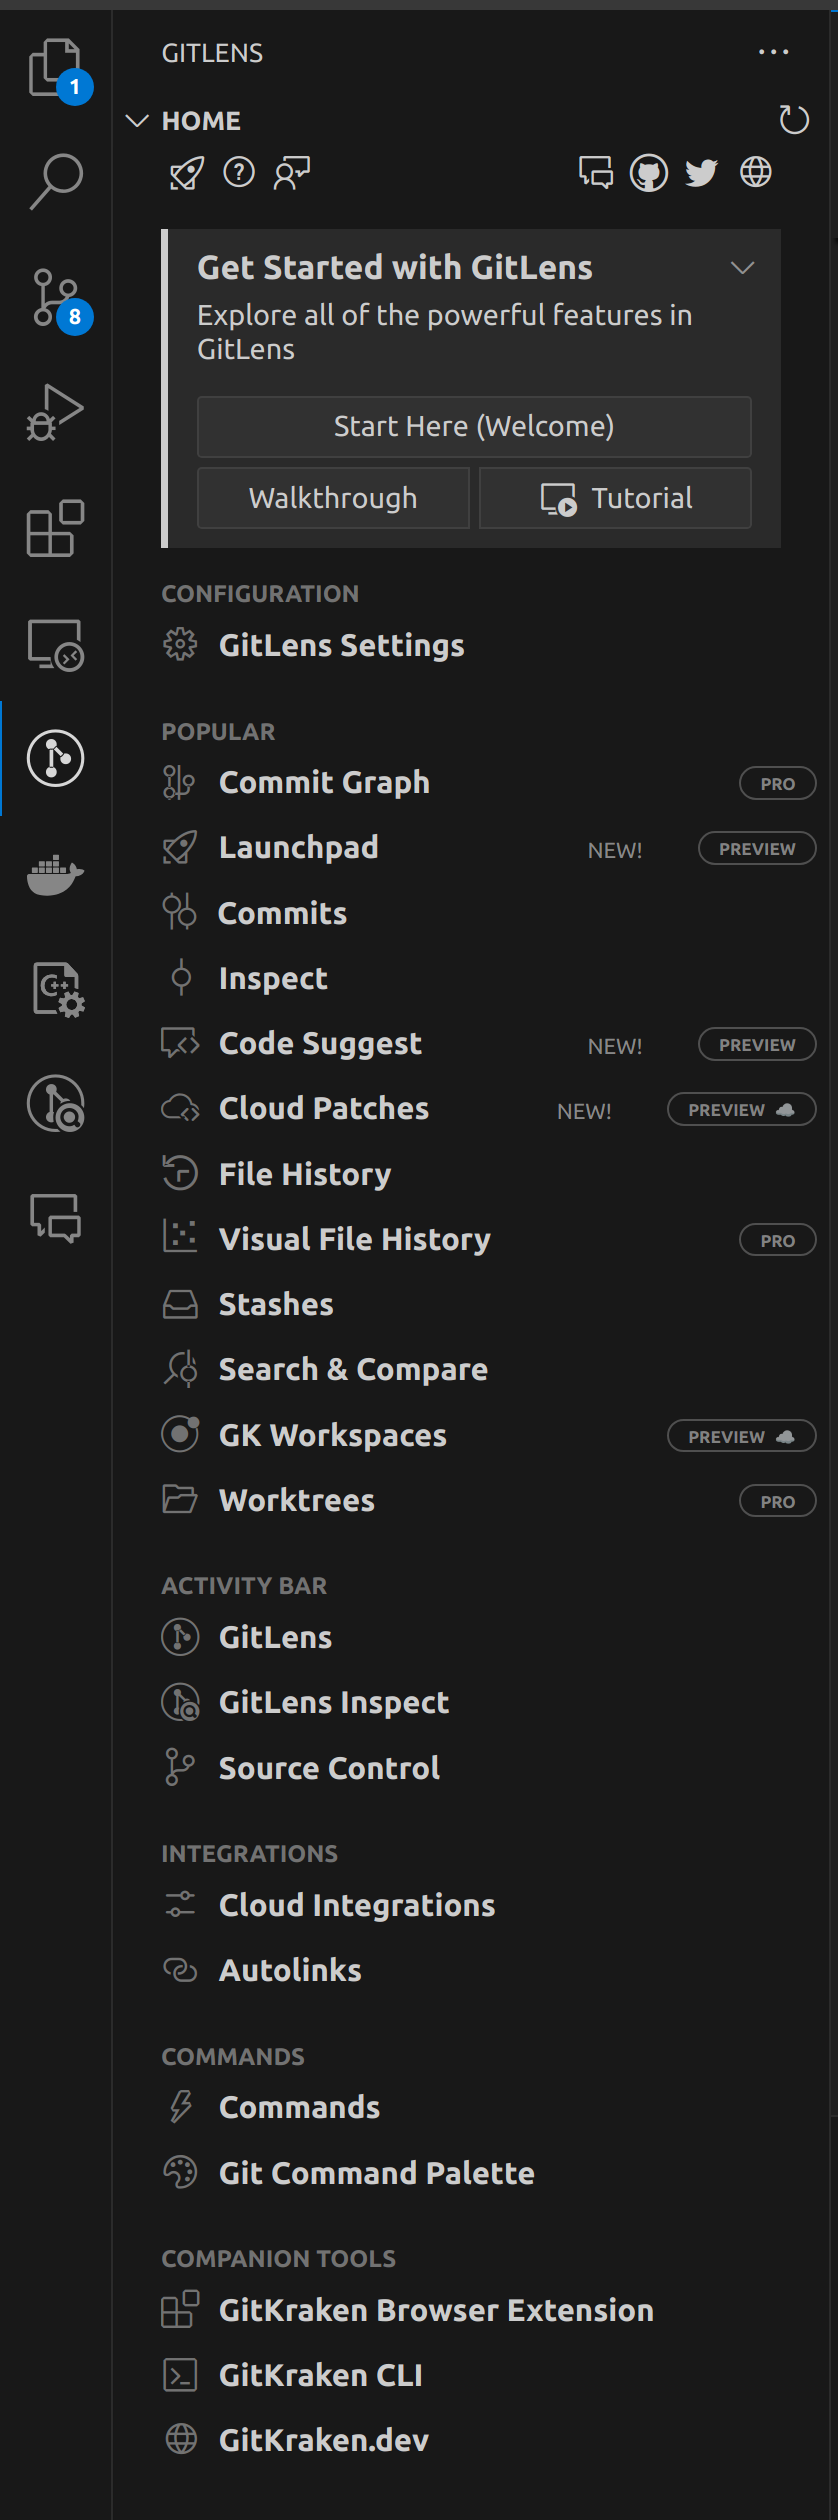 GITLENS
HOME
Get Started with GitLens
Explore all of the powerful features in
GitLens
Start Here (Welcome)
Walkthrough Tutorial
CONFIGURATION
GitLens Settings
POPULAR
Commit Graph PRO
Launchpad NEW! PREVIEW
Commits
Inspect
Code Suggest NEW! PREVIEW
Cloud Patches NEW! PREVIEW
File History
Visual File History PRO
Stashes
Search & Compare
GK Workspaces PREVIEW
Worktrees PRO
ACTIVITY BAR
GitLens
GitLens Inspect
Source Control
INTEGRATIONS
Cloud Integrations
Autolinks
COMMANDS
Commands
Git Command Palette
COMPANION TOOLS
GitKraken Browser Extension
GitKraken CLI
GitKraken.dev
1
8
C++